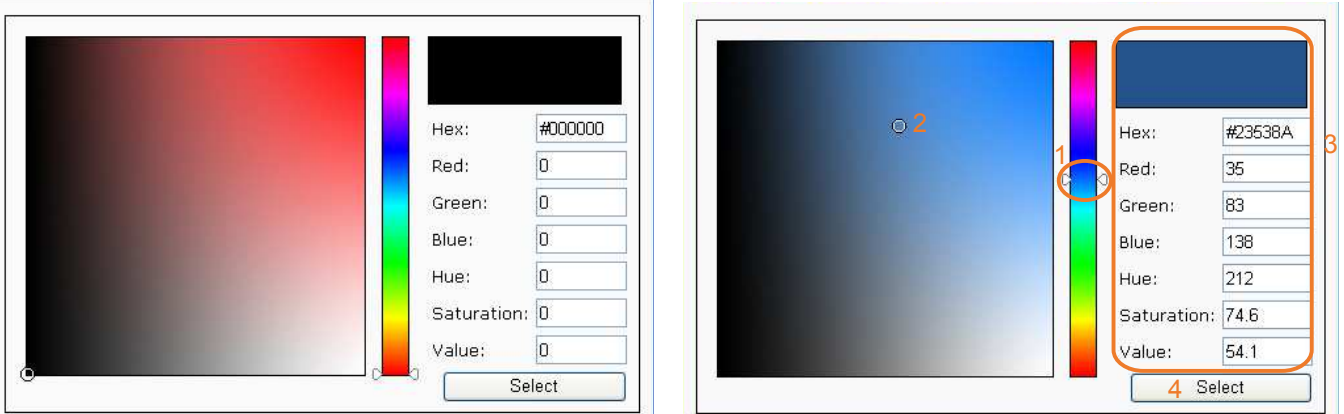 Hex: #000000
Red: 0
Green: 0
Blue: 0
Hue: 0
Saturation: 0
Value: 0
Select
1
2
3
Hex: #23538A
Red: 35
Green: 83
Blue: 138
Hue: 212
Saturation: 74.6
Value: 54.1
4 Select